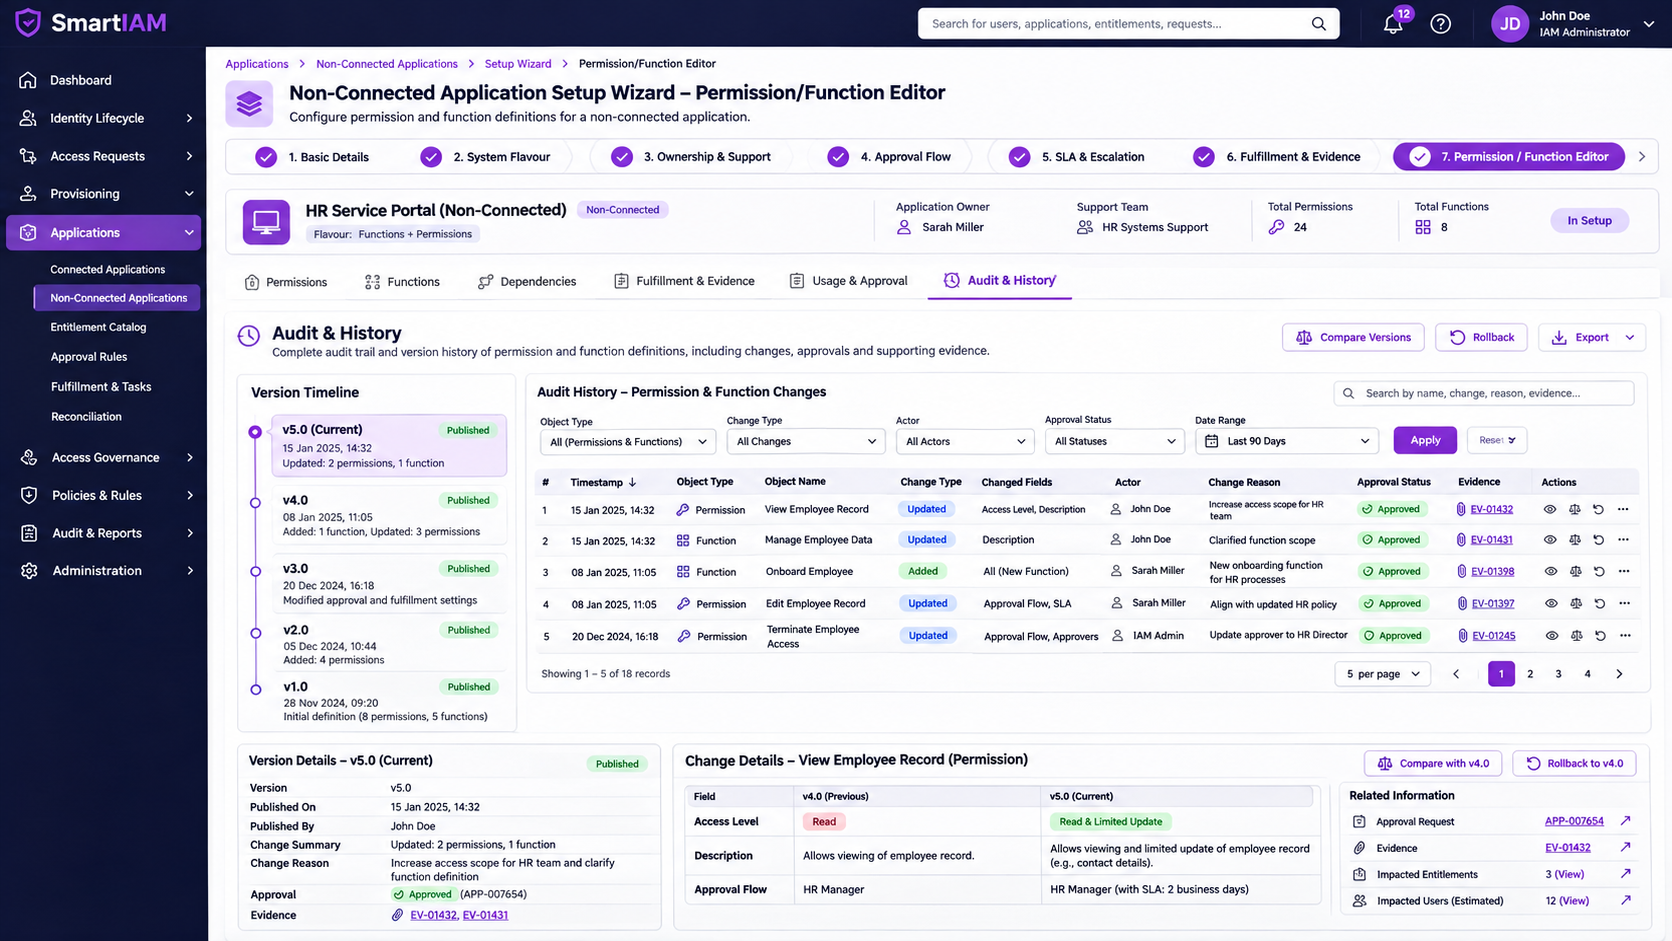 SmartIAM
Search for users, applications, entitlements, requests...
12
JD
John Doe
IAM Administrator
Dashboard
Identity Lifecycle
Access Requests
Provisioning
Applications
Connected Applications
Non-Connected Applications
Entitlement Catalog
Approval Rules
Fulfillment & Tasks
Reconciliation
Access Governance
Policies & Rules
Audit & Reports
Administration
Applications > Non-Connected Applications > Setup Wizard > Permission/Function Editor
Non-Connected Application Setup Wizard – Permission/Function Editor
Configure permission and function definitions for a non-connected application.
1. Basic Details
2. System Flavour
3. Ownership & Support
4. Approval Flow
5. SLA & Escalation
6. Fulfillment & Evidence
7. Permission / Function Editor
HR Service Portal (Non-Connected)
Non-Connected
Flavour: Functions + Permissions
Application Owner
Sarah Miller
Support Team
HR Systems Support
Total Permissions
24
Total Functions
8
In Setup
Permissions
Functions
Dependencies
Fulfillment & Evidence
Usage & Approval
Audit & History
Audit & History
Complete audit trail and version history of permission and function definitions, including changes, approvals and supporting evidence.
Compare Versions
Rollback
Export
Version Timeline
v5.0 (Current)
Published
15 Jan 2025, 14:32
Updated: 2 permissions, 1 function
v4.0
Published
08 Jan 2025, 11:05
Added: 1 function, Updated: 3 permissions
v3.0
Published
20 Dec 2024, 16:18
Modified approval and fulfillment settings
v2.0
Published
05 Dec 2024, 10:44
Added: 4 permissions
v1.0
Published
28 Nov 2024, 09:20
Initial definition (8 permissions, 5 functions)
Audit History – Permission & Function Changes
Search by name, change, reason, evidence...
Object Type
All (Permissions & Functions)
Change Type
All Changes
Actor
All Actors
Approval Status
All Statuses
Date Range
Last 90 Days
Apply
Reset
# Timestamp ↓ Object Type Object Name Change Type Changed Fields Actor Change Reason Approval Status Evidence Actions
1 15 Jan 2025, 14:32 Permission View Employee Record Updated Access Level, Description John Doe Increase access scope for HR team Approved EV-01432
2 15 Jan 2025, 14:32 Function Manage Employee Data Updated Description John Doe Clarified function scope Approved EV-01431
3 08 Jan 2025, 11:05 Function Onboard Employee Added All (New Function) Sarah Miller New onboarding function for HR processes Approved EV-01398
4 08 Jan 2025, 11:05 Permission Edit Employee Record Updated Approval Flow, SLA Sarah Miller Align with updated HR policy Approved EV-01397
5 20 Dec 2024, 16:18 Permission Terminate Employee Access Updated Approval Flow, Approvers IAM Admin Update approver to HR Director Approved EV-01245
Showing 1 – 5 of 18 records
5 per page
1 2 3 4
Version Details – v5.0 (Current)
Published
Version v5.0
Published On 15 Jan 2025, 14:32
Published By John Doe
Change Summary Updated: 2 permissions, 1 function
Change Reason Increase access scope for HR team and clarify
function definition
Approval Approved (APP-007654)
Evidence EV-01432, EV-01431
Change Details – View Employee Record (Permission)
Compare with v4.0
Rollback to v4.0
Field v4.0 (Previous) v5.0 (Current)
Access Level Read Read & Limited Update
Description Allows viewing of employee record. Allows viewing and limited update of employee record
(e.g., contact details).
Approval Flow HR Manager HR Manager (with SLA: 2 business days)
Related Information
Approval Request APP-007654
Evidence EV-01432
Impacted Entitlements 3 (View)
Impacted Users (Estimated) 12 (View)